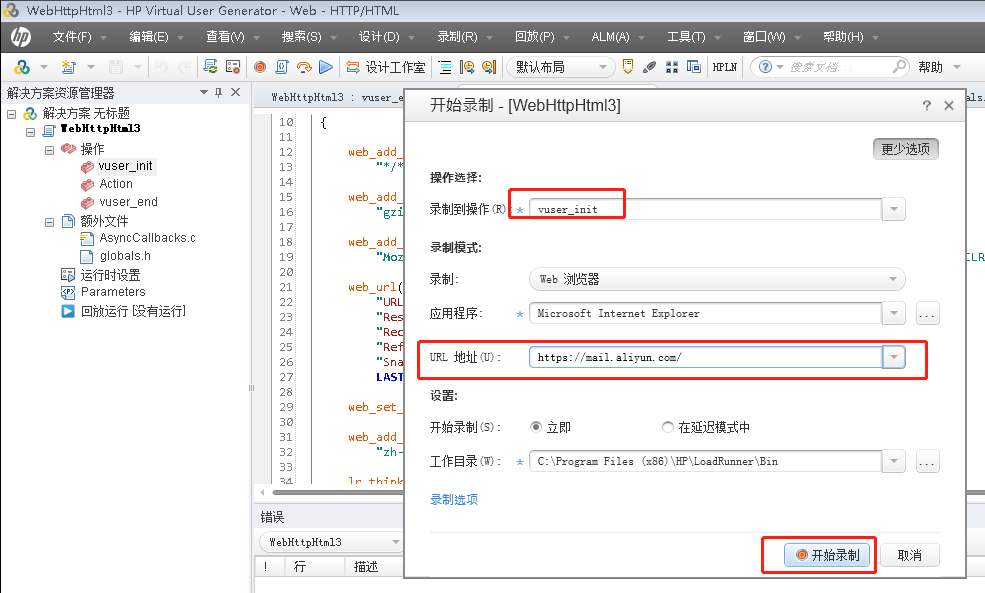 WebHttpHtml3 - HP Virtual User Generator - Web - HTTP/HTML
hp 文件(F) 编辑(E) 查看(V) 搜索(S) 设计(D) 录制(R) 回放(P) ALM(A) 工具(T) 窗口(W) 帮助(H)
设计工作室 默认布局 HPLN 搜索文档... 帮助
解决方案资源管理器
解决方案 无标题
WebHttpHtml3
操作
vuser_init
Action
vuser_end
额外文件
AsyncCallbacks.c
globals.h
运行时设置
Parameters
回放运行 [没有运行]
WebHttpHtml3 : vuser_e
als.
10 {
11
12 web_add_
13 "*/*
14
15 web_add_
16 "gzi
17
18 web_add_
19 "Moz
CLR
20
21 web_url(
22 "URL
23 "Res
24 "Rec
25 "Ref
26 "Sna
27 LAST
28
29 web_set_
30
31 web_add_
32 "zh-
33
34 lr_think
错误
WebHttpHtml3
! 行 描述
开始录制 - [WebHttpHtml3]
更少选项
操作选择:
录制到操作(R): * vuser_init
录制模式:
录制: Web 浏览器
应用程序: * Microsoft Internet Explorer ...
URL 地址(U): https://mail.aliyun.com/
设置:
开始录制(S): 立即 在延迟模式中
工作目录(W): * C:\Program Files (x86)\HP\LoadRunner\Bin ...
录制选项
开始录制 取消